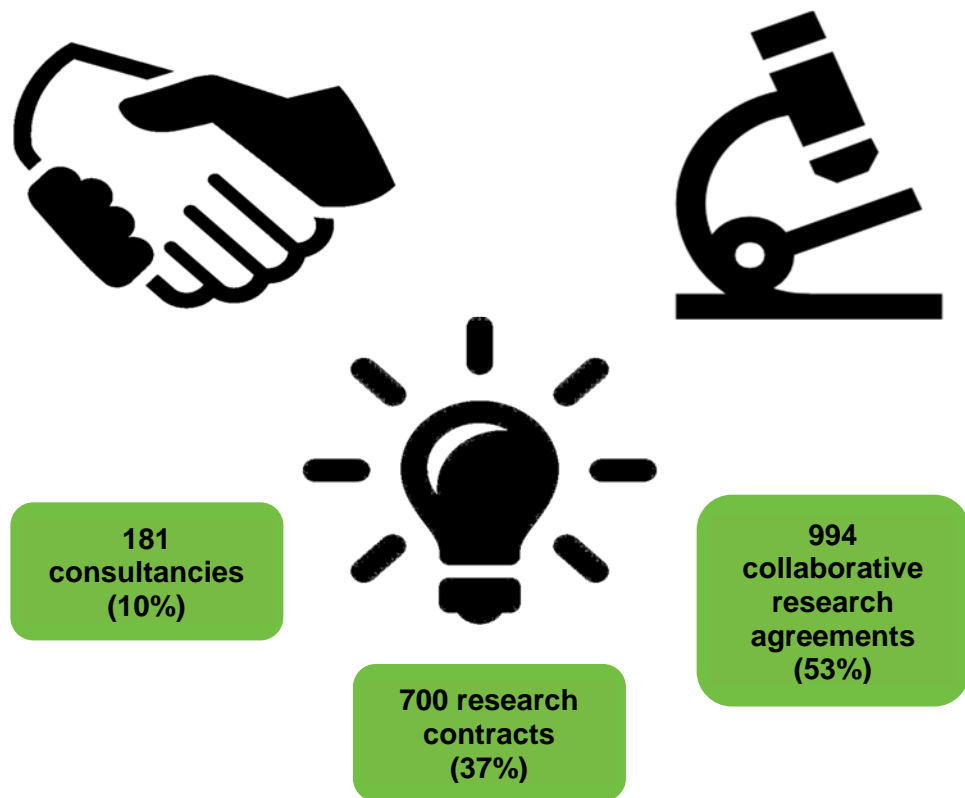 181
consultancies
(10%)
700 research
contracts
(37%)
994
collaborative
research
agreements
(53%)